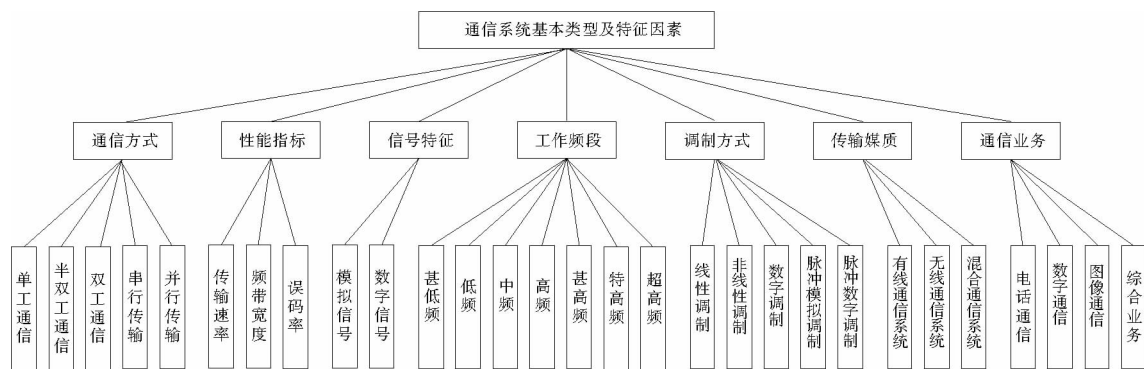 通信系统基本类型及特征因素
通信方式
性能指标
信号特征
工作频段
调制方式
传输媒质
通信业务
单工通信
半双工通信
双工通信
串行传输
并行传输
传输速率
频带宽度
误码率
模拟信号
数字信号
甚低频
低频
中频
高频
甚高频
特高频
超高频
线性调制
非线性调制
数字调制
脉冲模拟调制
脉冲数字调制
有线通信系统
无线通信系统
混合通信系统
电话通信
数字通信
图像通信
综合业务